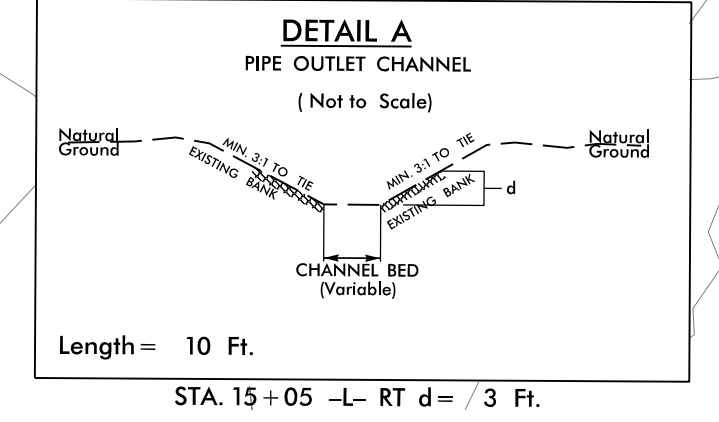 DETAIL A
PIPE OUTLET CHANNEL
( Not to Scale)
Natural
Ground
MIN. 3:1 TO TIE
EXISTING BANK
MIN. 3:1 TO TIE
EXISTING BANK
Natural
Ground
d
CHANNEL BED
(Variable)
Length = 10 Ft.
STA. 15+05 -L- RT d= 3 Ft.